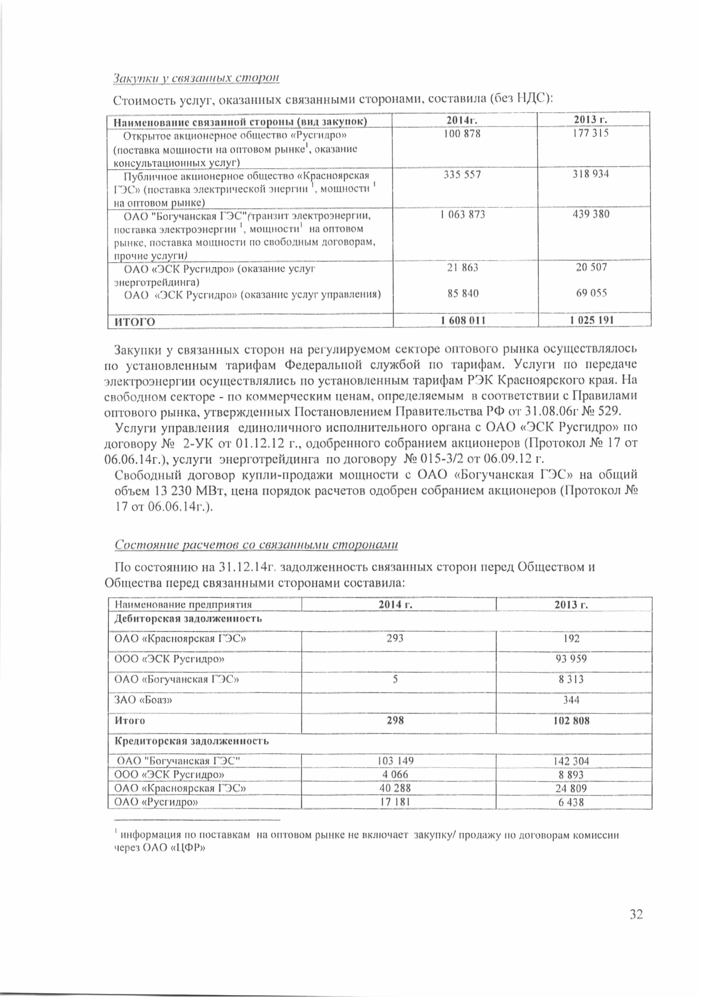 Закупки у связанных сторон
Стоимость услуг, оказанных связанными сторонами, составила (без НДС):
Наименование связанной стороны (вид закупок) 2014г. 2013 г.
Открытое акционерное общество «Русгидро» 100 878 177 315
(поставка мощности на оптовом рынке¹, оказание
консультационных услуг)
Публичное акционерное общество «Красноярская 335 557 318 934
ГЭС» (поставка электрической энергии ¹, мощности ¹
на оптовом рынке)
ОАО "Богучанская ГЭС"(транзит электроэнергии, 1 063 873 439 380
поставка электроэнергии ¹, мощности¹ на оптовом
рынке, поставка мощности по свободным договорам,
прочие услуги)
ОАО «ЭСК Русгидро» (оказание услуг 21 863 20 507
энерготрейдинга)
ОАО «ЭСК Русгидро» (оказание услуг управления) 85 840 69 055
ИТОГО 1 608 011 1 025 191
Закупки у связанных сторон на регулируемом секторе оптового рынка осуществлялось
по установленным тарифам Федеральной службой по тарифам. Услуги по передаче
электроэнергии осуществлялись по установленным тарифам РЭК Красноярского края. На
свободном секторе - по коммерческим ценам, определяемым в соответствии с Правилами
оптового рынка, утвержденных Постановлением Правительства РФ от 31.08.06г № 529.
Услуги управления единоличного исполнительного органа с ОАО «ЭСК Русгидро» по
договору № 2-УК от 01.12.12 г., одобренного собранием акционеров (Протокол № 17 от
06.06.14г.), услуги энерготрейдинга по договору № 015-3/2 от 06.09.12 г.
Свободный договор купли-продажи мощности с ОАО «Богучанская ГЭС» на общий
объем 13 230 МВт, цена порядок расчетов одобрен собранием акционеров (Протокол №
17 от 06.06.14г.).
Состояние расчетов со связанными сторонами
По состоянию на 31.12.14г. задолженность связанных сторон перед Обществом и
Общества перед связанными сторонами составила:
Наименование предприятия 2014 г. 2013 г.
Дебиторская задолженность
ОАО «Красноярская ГЭС» 293 192
ООО «ЭСК Русгидро» 93 959
ОАО «Богучанская ГЭС» 5 8 313
ЗАО «Боаз» 344
Итого 298 102 808
Кредиторская задолженность
ОАО "Богучанская ГЭС" 103 149 142 304
ООО «ЭСК Русгидро» 4 066 8 893
ОАО «Красноярская ГЭС» 40 288 24 809
ОАО «Русгидро» 17 181 6 438
¹ информация по поставкам на оптовом рынке не включает закупку/ продажу по договорам комиссии
через ОАО «ЦФР»
32